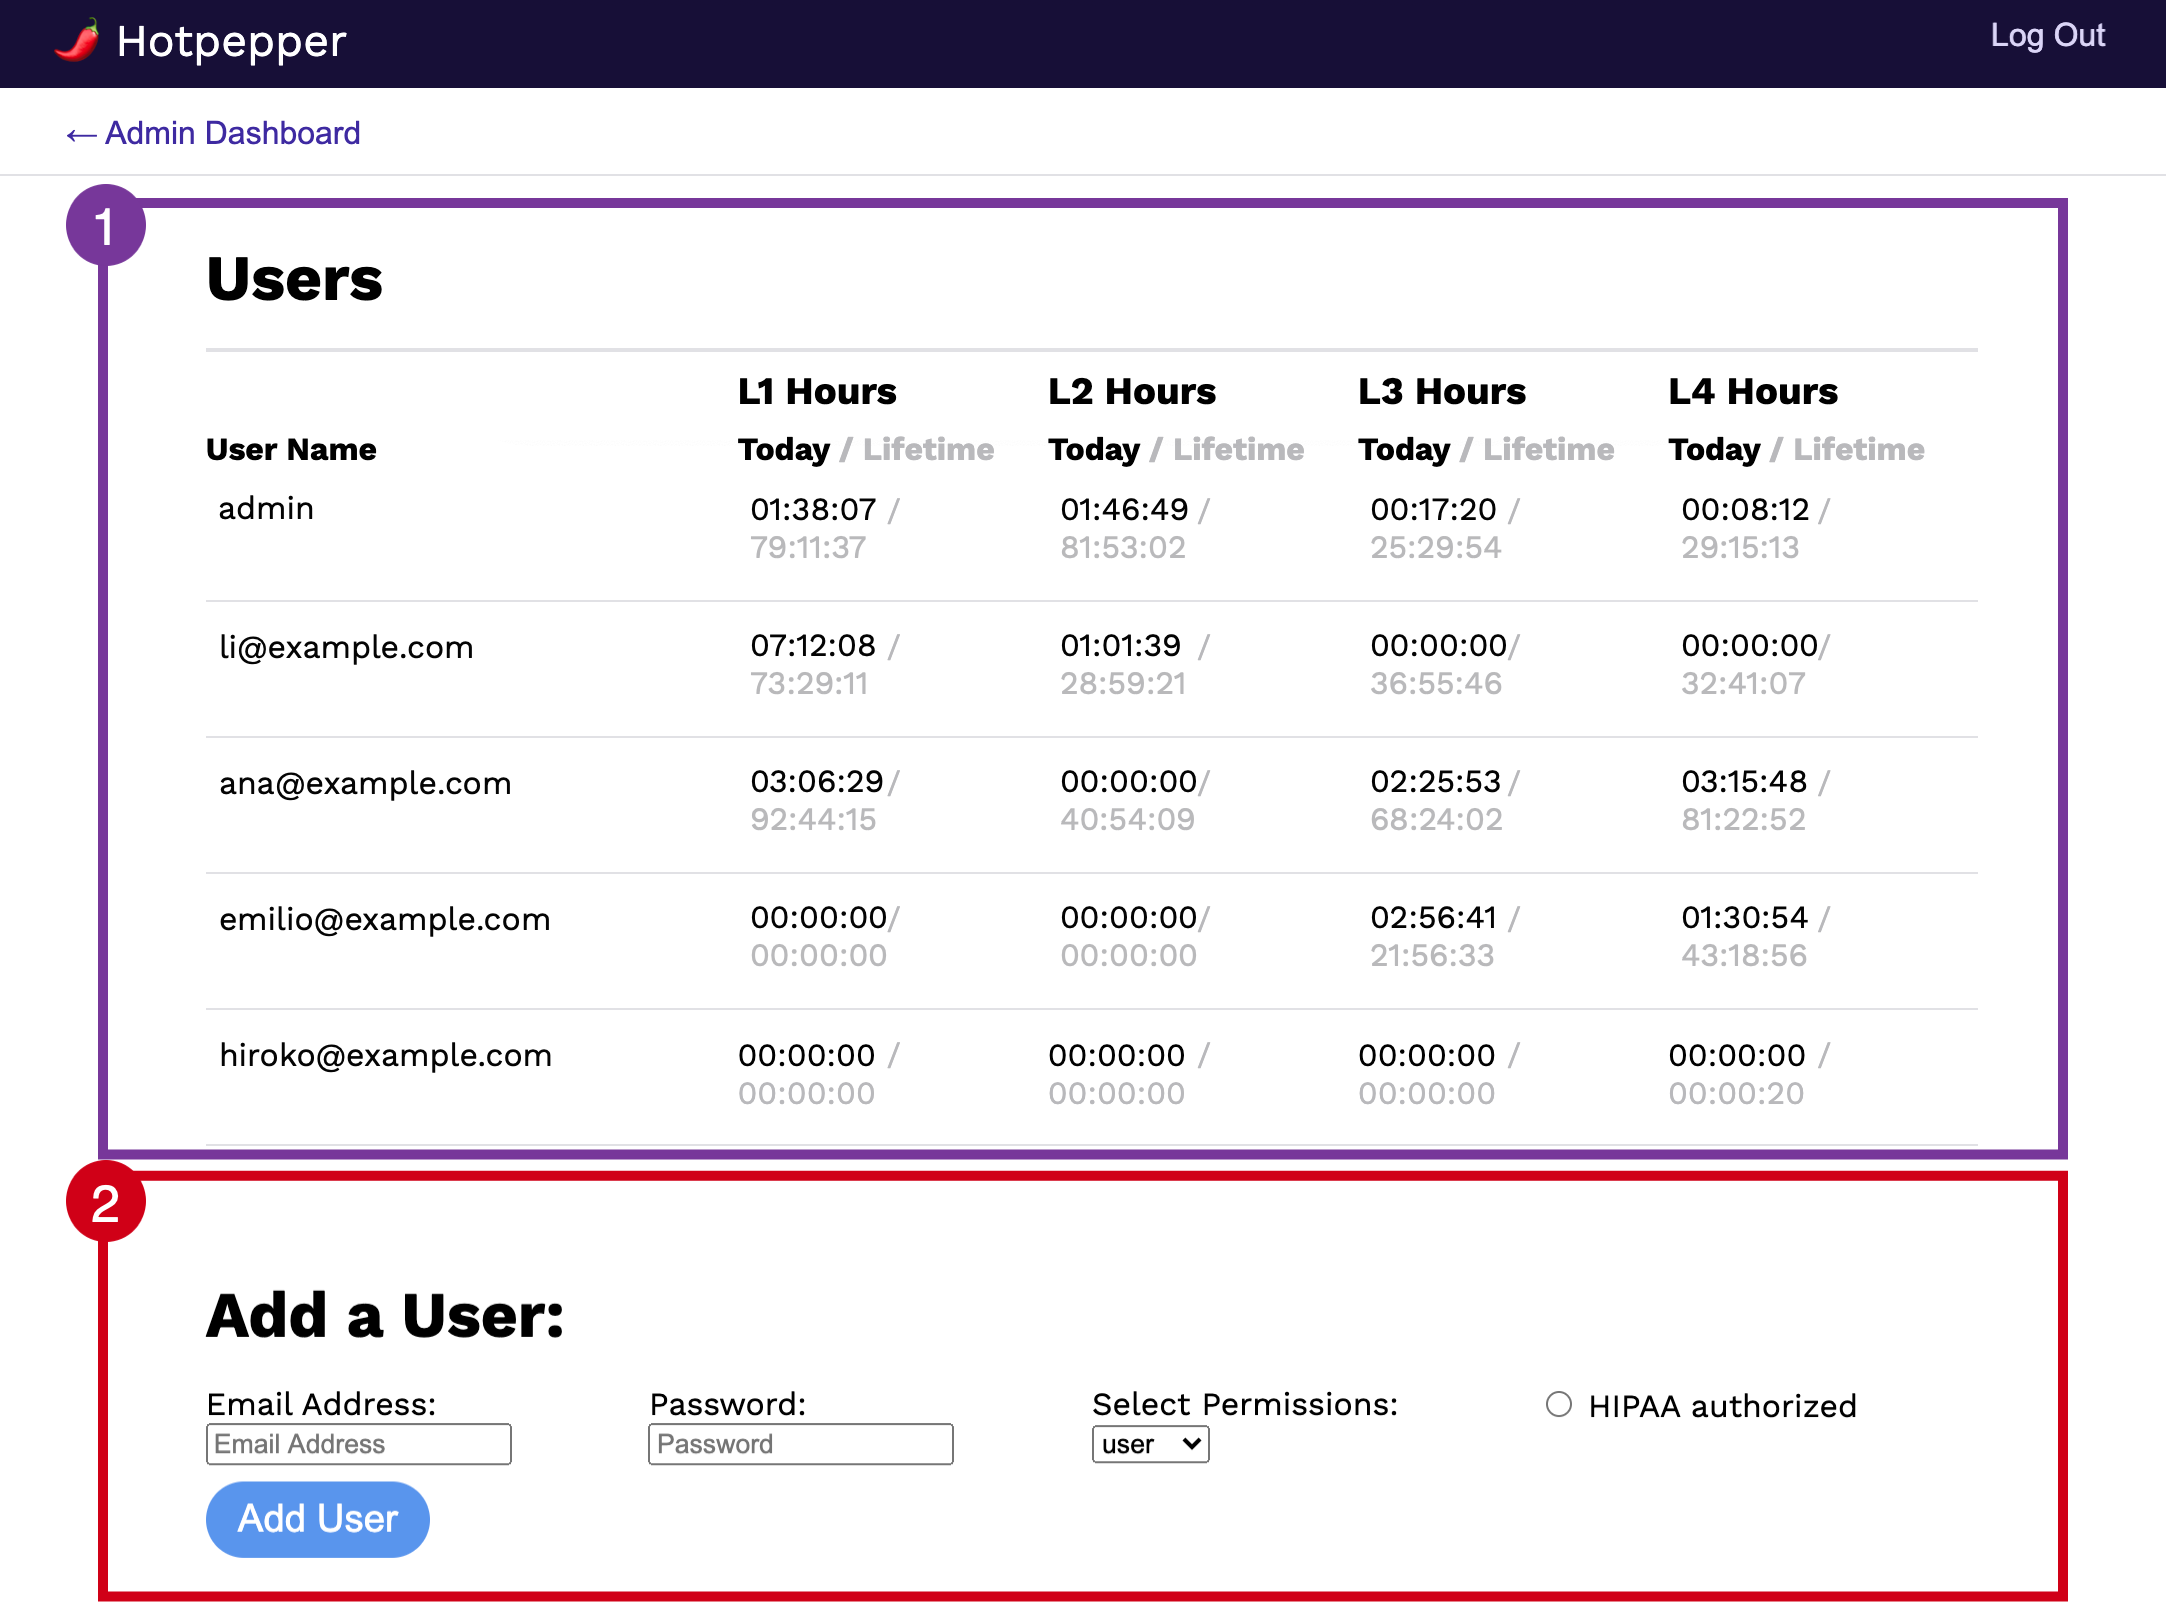 Hotpepper
Log Out
← Admin Dashboard
1
Users
L1 Hours L2 Hours L3 Hours L4 Hours
User Name Today / Lifetime Today / Lifetime Today / Lifetime Today / Lifetime
admin 01:38:07 / 01:46:49 / 00:17:20 / 00:08:12 /
79:11:37 81:53:02 25:29:54 29:15:13
li@example.com 07:12:08 / 01:01:39 / 00:00:00/ 00:00:00/
73:29:11 28:59:21 36:55:46 32:41:07
ana@example.com 03:06:29/ 00:00:00/ 02:25:53 / 03:15:48 /
92:44:15 40:54:09 68:24:02 81:22:52
emilio@example.com 00:00:00/ 00:00:00/ 02:56:41 / 01:30:54 /
00:00:00 00:00:00 21:56:33 43:18:56
hiroko@example.com 00:00:00 / 00:00:00 / 00:00:00 / 00:00:00 /
00:00:00 00:00:00 00:00:00 00:00:20
2
Add a User:
Email Address: Password: Select Permissions: HIPAA authorized
Email Address Password user
Add User